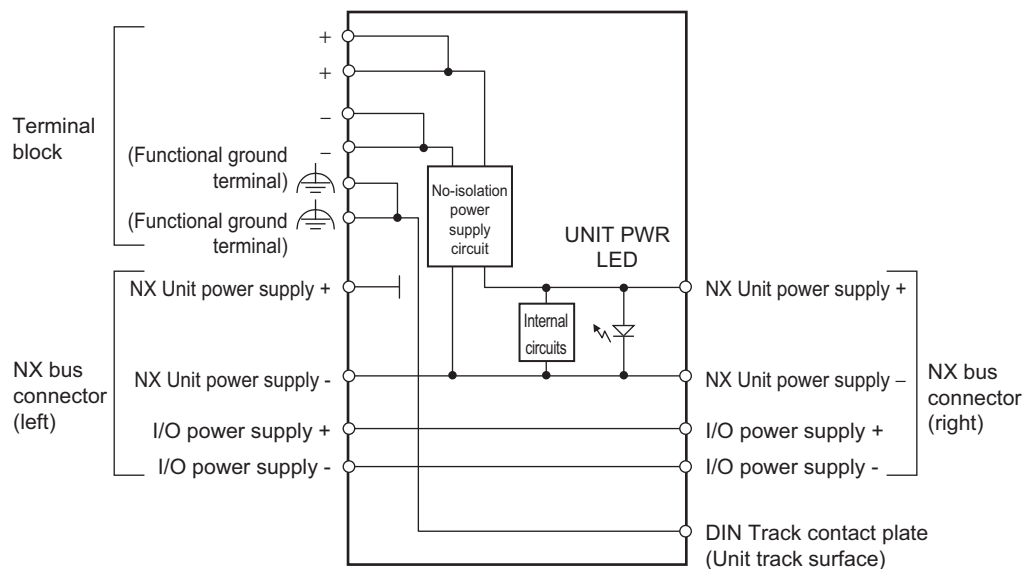 Terminal
block
+
+
−
−
(Functional ground
terminal)
(Functional ground
terminal)
No-isolation
power
supply
circuit
UNIT PWR
LED
Internal
circuits
NX bus
connector
(left)
NX Unit power supply +
NX Unit power supply -
I/O power supply +
I/O power supply -
NX Unit power supply +
NX Unit power supply −
I/O power supply +
I/O power supply -
NX bus
connector
(right)
DIN Track contact plate
(Unit track surface)